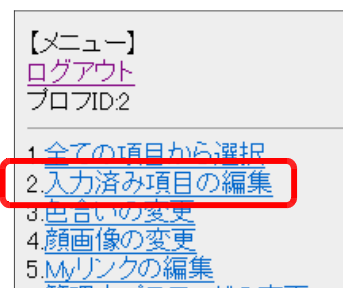 【メニュー】
ログアウト
プロフID:2
1.全ての項目から選択
2.入力済み項目の編集
3.色合いの変更
4.顔画像の変更
5.Myリンクの編集